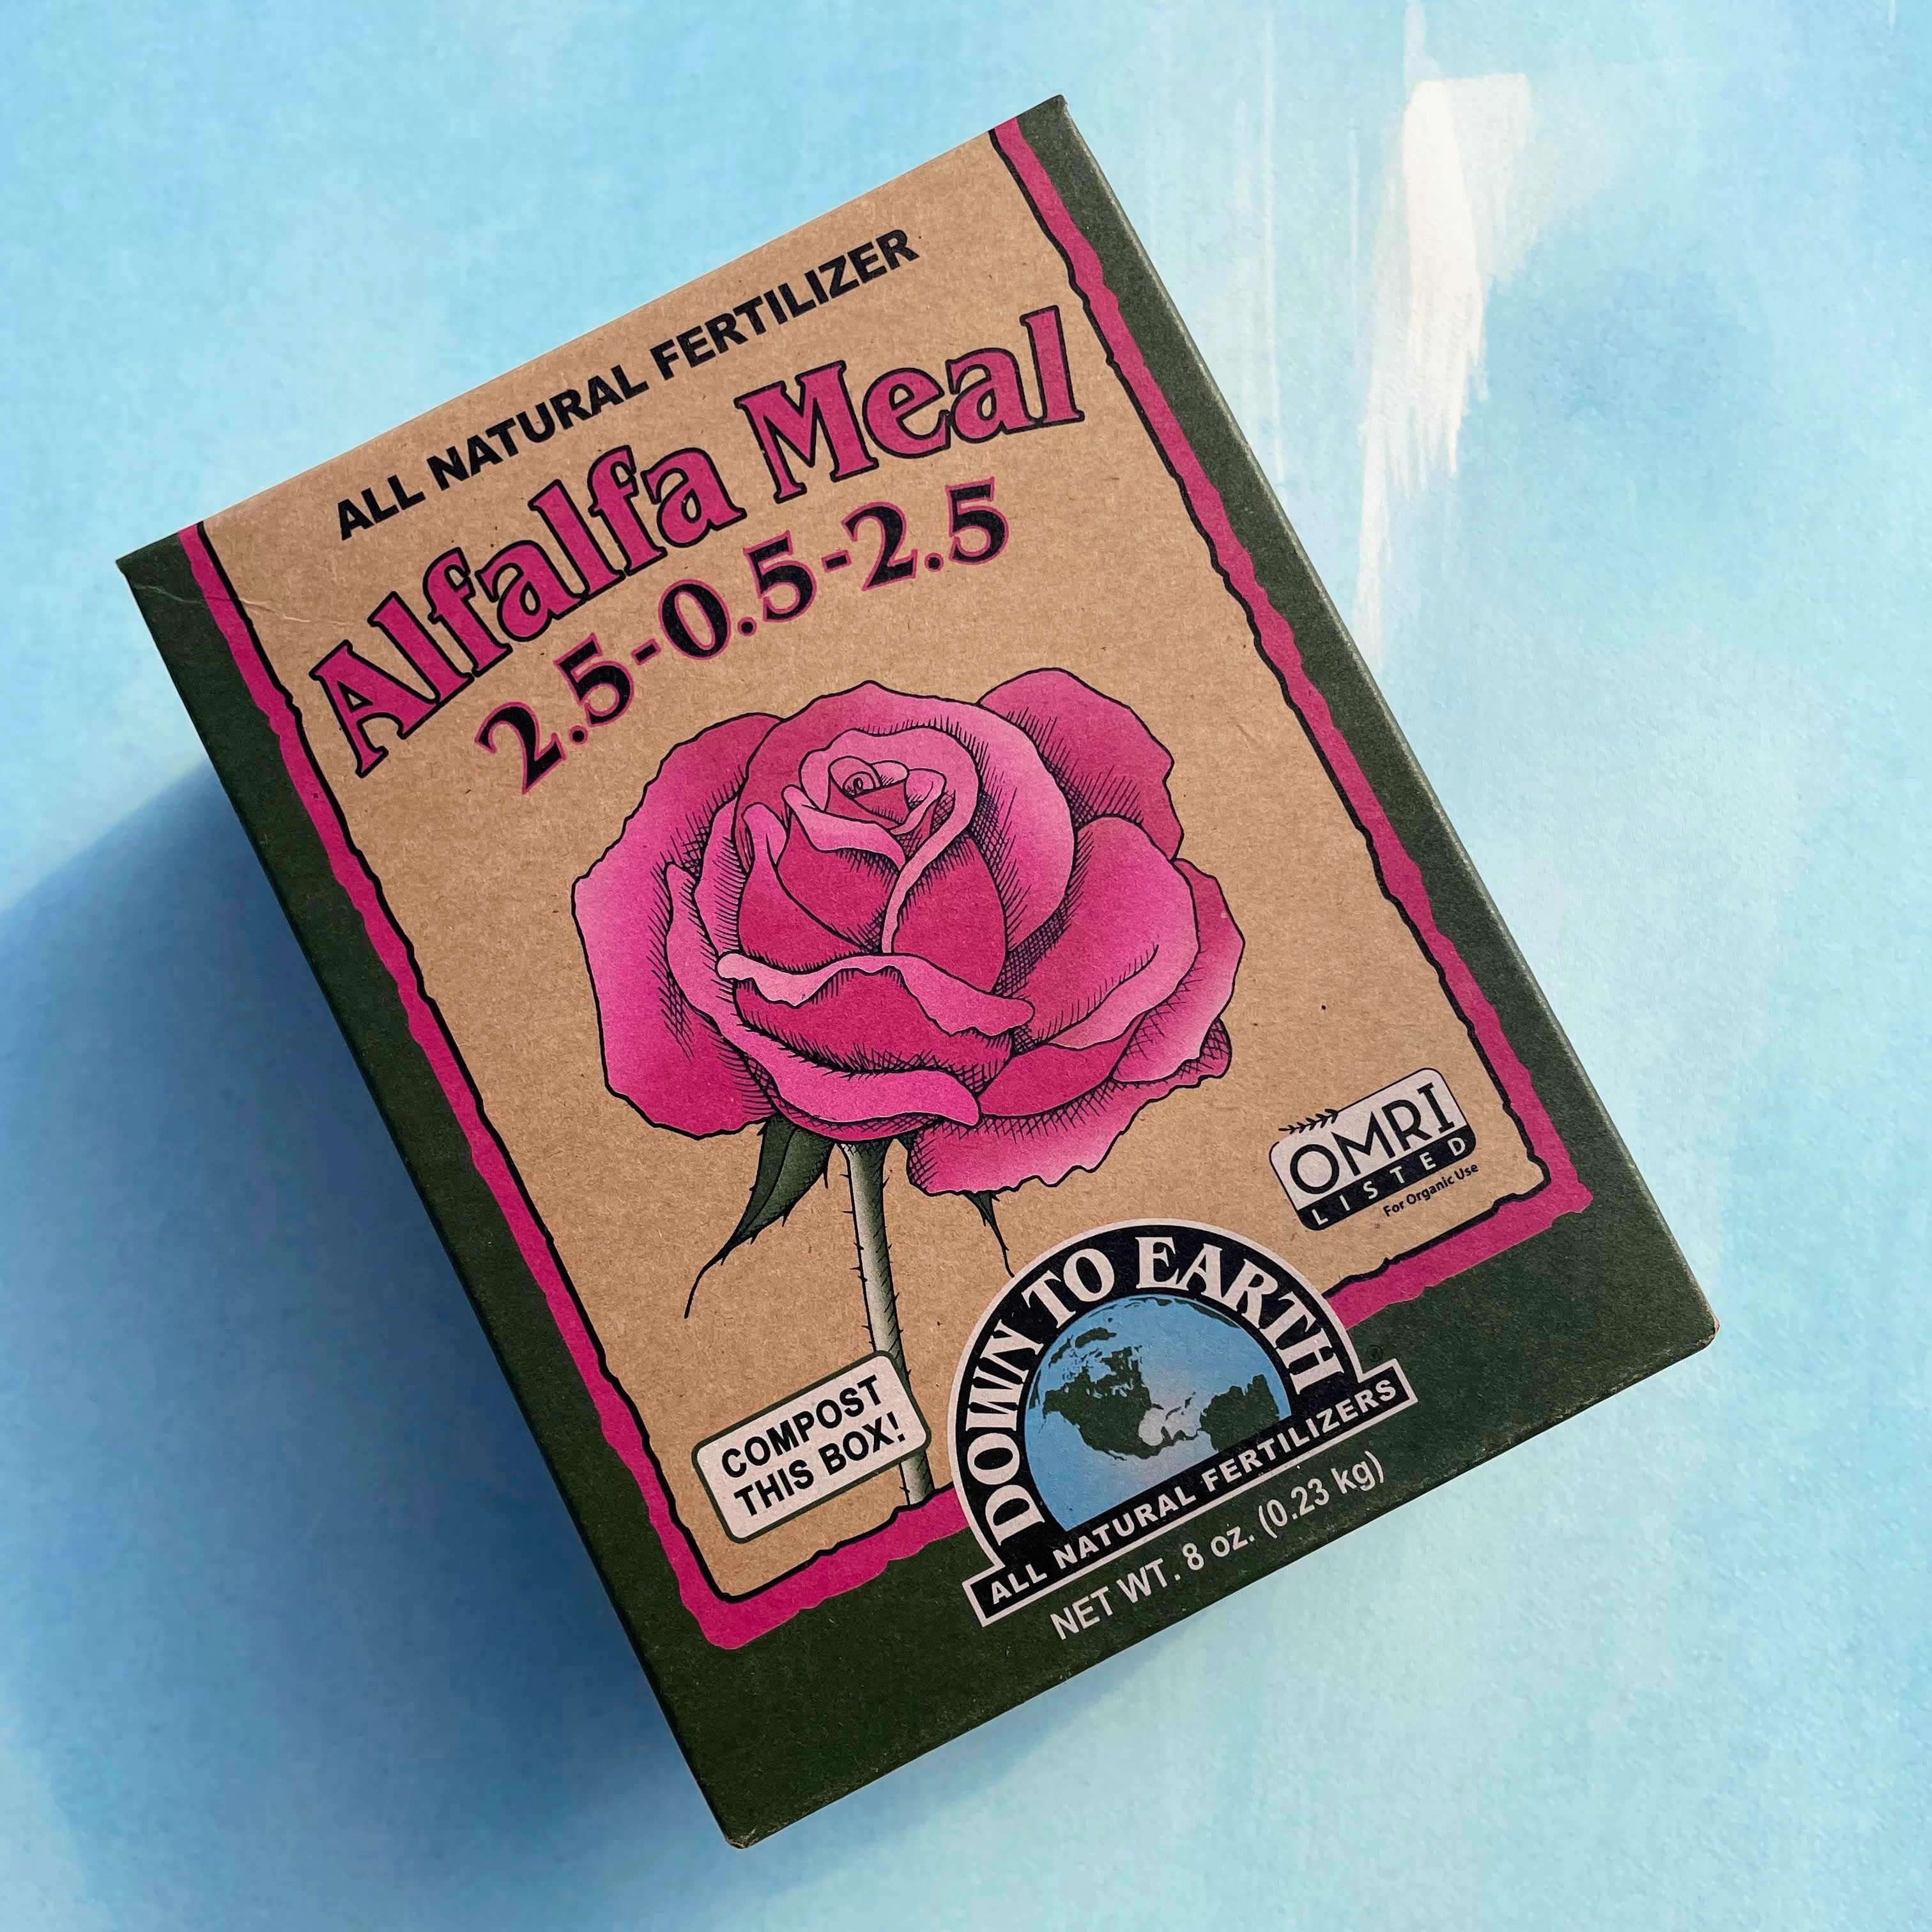 ALL NATURAL FERTILIZER
Alfalfa Meal
2.5-0.5-2.5
OMRI
LISTED
For Organic Use
COMPOST
THIS BOX!
DOWN TO EARTH
®
ALL NATURAL FERTILIZERS
NET WT. 8 oz. (0.23 kg)